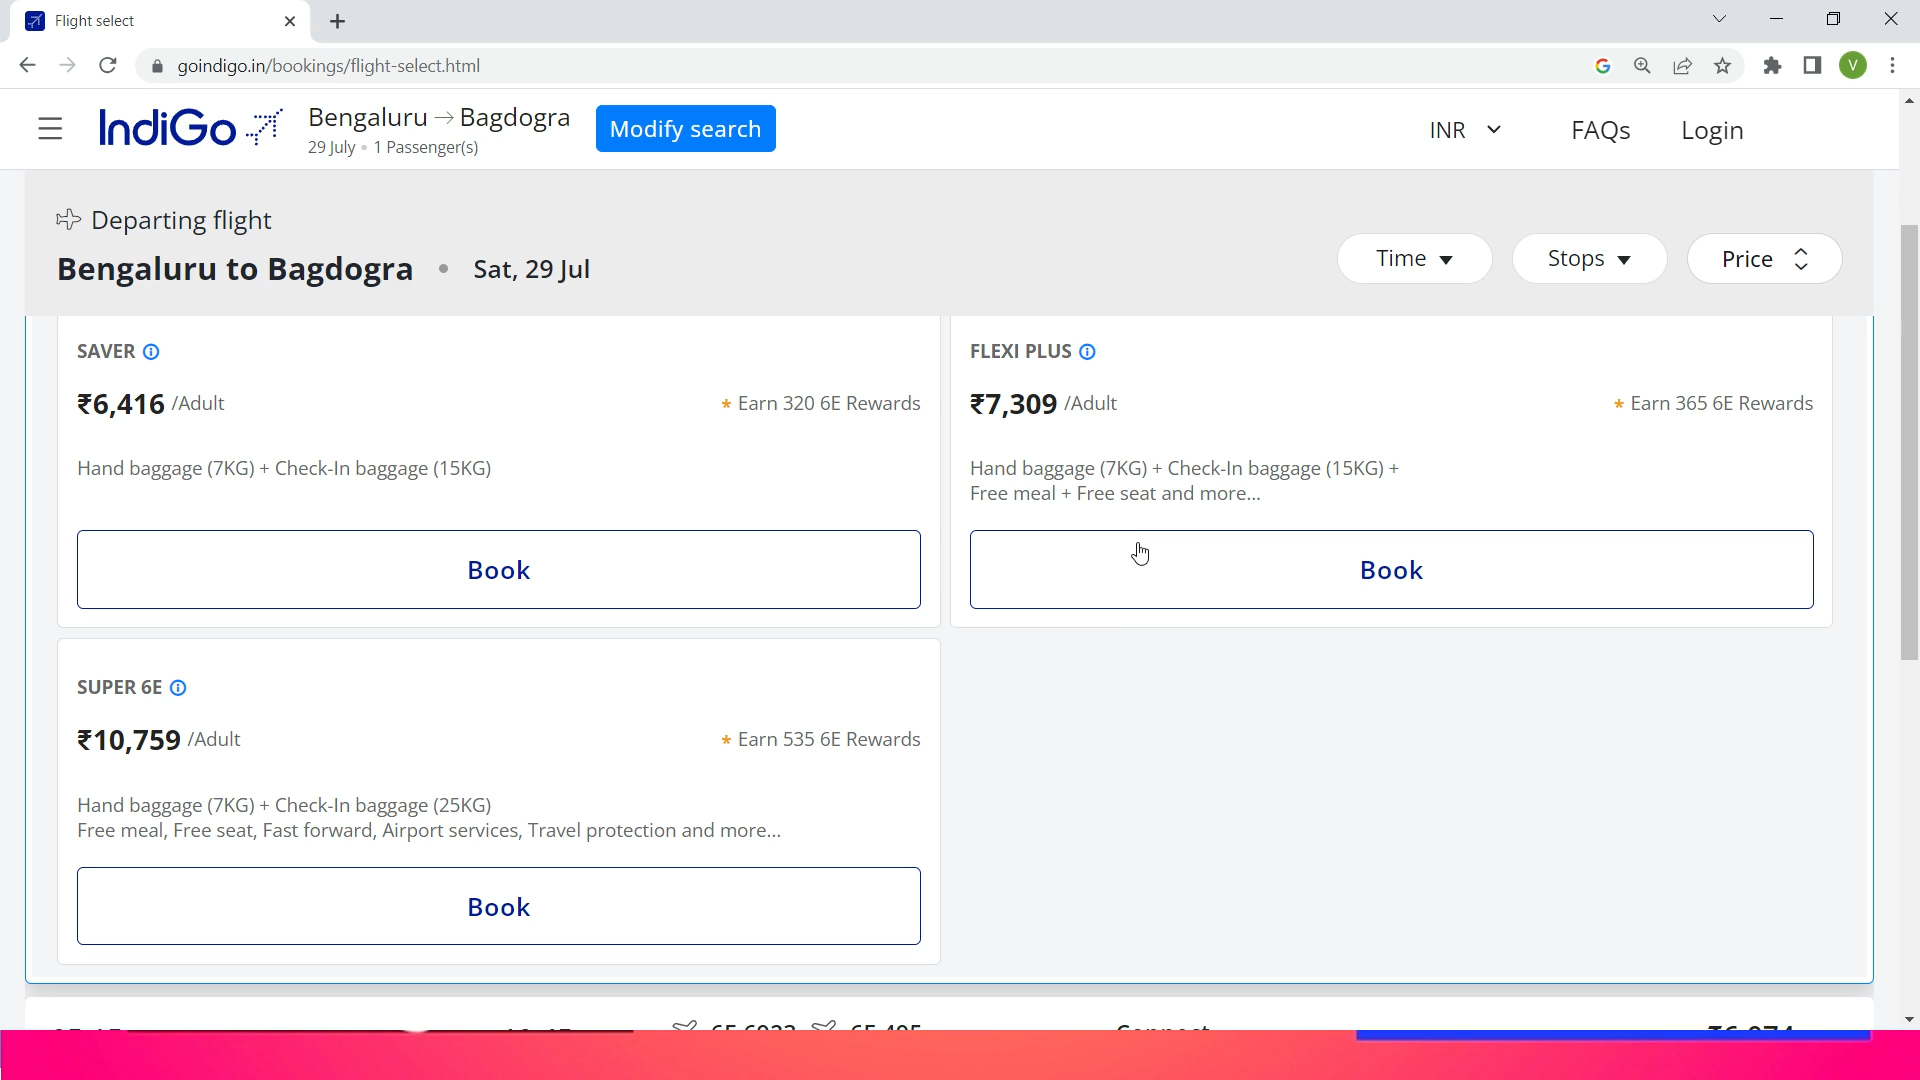 Flight select
goindigo.in/bookings/flight-select.html
V
IndiGo
Bengaluru → Bagdogra
29 July • 1 Passenger(s)
Modify search
INR
FAQs
Login
Departing flight
Bengaluru to Bagdogra • Sat, 29 Jul
Time
Stops
Price
SAVER
₹6,416 /Adult
* Earn 320 6E Rewards
Hand baggage (7KG) + Check-In baggage (15KG)
Book
FLEXI PLUS
₹7,309 /Adult
* Earn 365 6E Rewards
Hand baggage (7KG) + Check-In baggage (15KG) +
Free meal + Free seat and more...
Book
SUPER 6E
₹10,759 /Adult
* Earn 535 6E Rewards
Hand baggage (7KG) + Check-In baggage (25KG)
Free meal, Free seat, Fast forward, Airport services, Travel protection and more...
Book